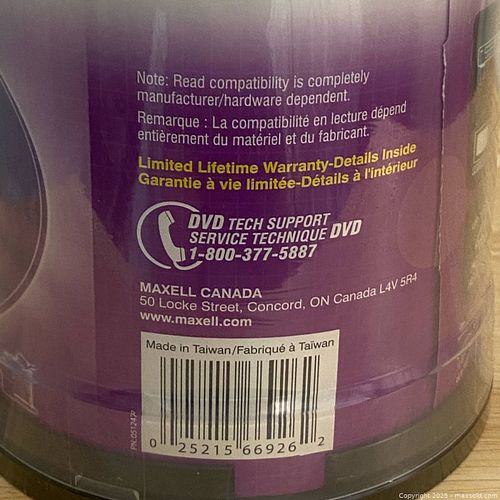 Note: Read compatibility is completely
manufacturer/hardware dependent.
Remarque : La compatibilité en lecture dépend
entièrement du matériel et du fabricant.
Limited Lifetime Warranty-Details Inside
Garantie à vie limitée-Détails à l'intérieur
DVD TECH SUPPORT
SERVICE TECHNIQUE DVD
1-800-377-5887
MAXELL CANADA
50 Locke Street, Concord, ON Canada L4V 5R4
www.maxell.com
Made in Taiwan/Fabriqué à Taïwan
0 25215 66926 2
Copyright 2025 - maxsold.com